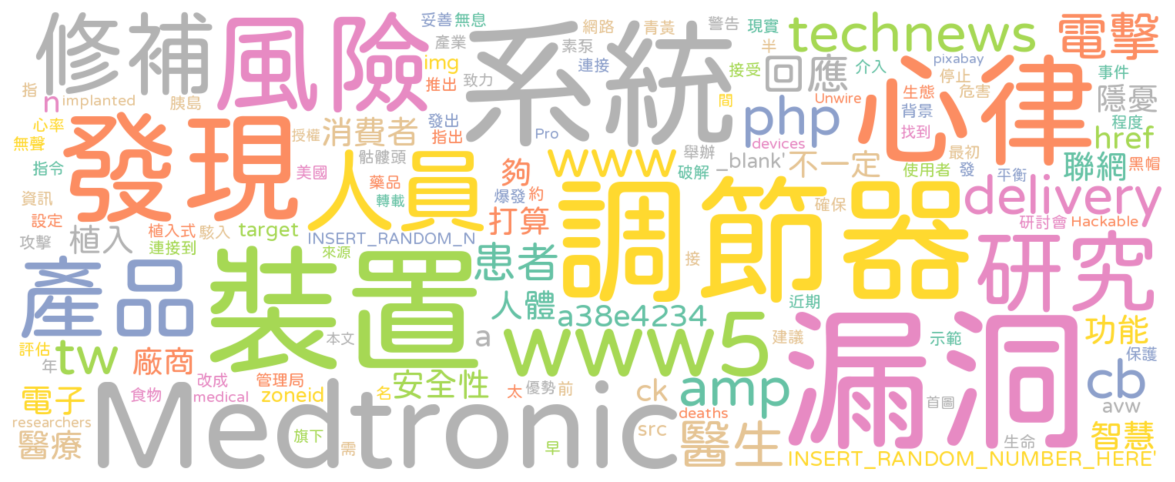 修補
風險
系統
technews
電擊
妥善
無息
網路
青黃
警告
現實
產業
素泵
連接
半
pixabay
img
回應
接受
介入
停止
事件
指
n
implanted
胰島
推出
致力
間
Unwire
生態
危害
隱憂
心律
心率
發現
授權
消費者
發出
指出
Pro
devices
php
背景
找到
程度
href
無聲
人員
骷髏頭
夠
www
舉辦
_blank'
不一定
最初
聯網
黑帽
指令
美國
藥品
爆發
約
破解
使用者
發
平衡
資訊
轉載
調節器
確保
delivery
設定
植入
植入式
駭入
target
INSERT_RANDOM_N
打算
研討會
Hackable
攻擊
連接到
來源
患者
接
研究
產品
裝置
人體
a38e4234
近期
評估
年
tw
廠商
本文
a
www5
建議
漏洞
示範
功能
保護
食物
改成
管理局
安全性
太
優勢
前
ck
amp
首圖
cb
電子
medical
zoneid
名
deaths
avw
researchers
Medtronic
src
醫療
旗下
需
早
醫生
生命
智慧
INSERT_RANDOM_NUMBER_HERE'